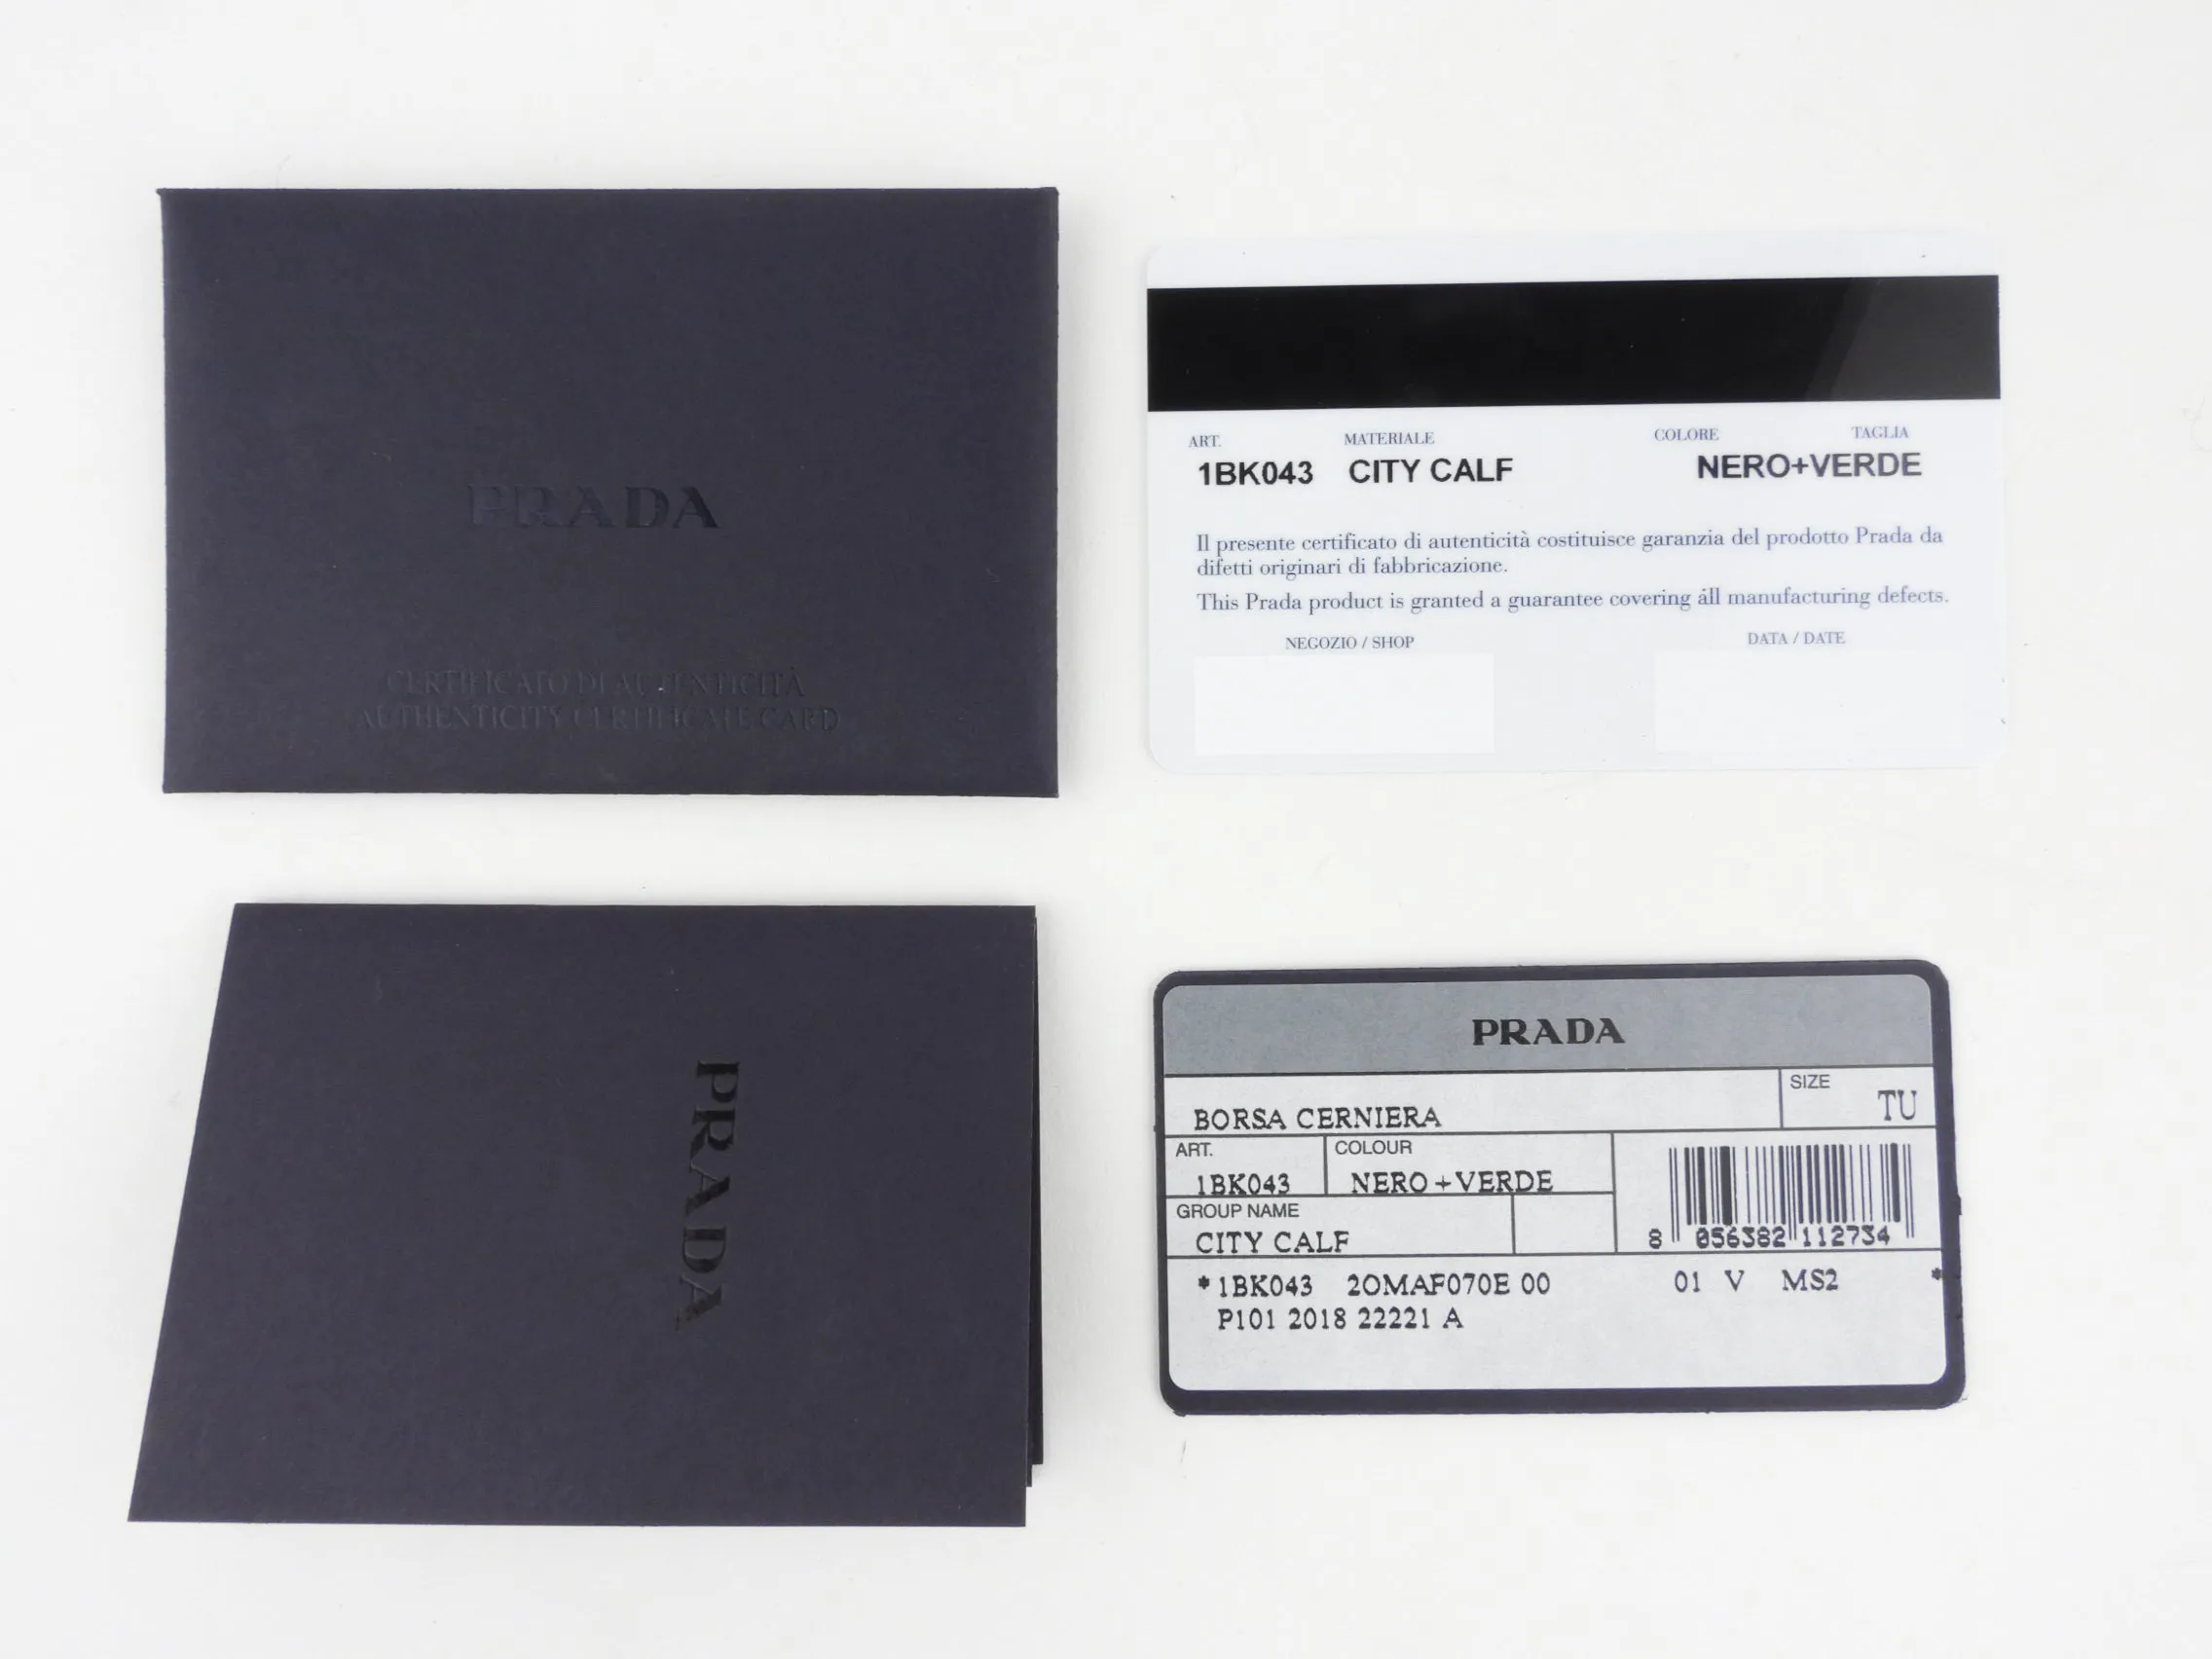 PRADA
CERTIFICATO DI AUTENTICITÀ
AUTHENTICITY CERTIFICATE CARD
ART. MATERIALE COLORE TAGLIA
1BK043 CITY CALF NERO+VERDE
Il presente certificato di autenticità costituisce garanzia del prodotto Prada da
difetti originari di fabbricazione.
This Prada product is granted a guarantee covering all manufacturing defects.
NEGOZIO / SHOP DATA / DATE
PRADA
PRADA
SIZE
BORSA CERNIERA TU
ART. COLOUR
1BK043 NERO+VERDE
GROUP NAME
CITY CALF
8 056382 112734
*1BK043 2OMAF070E 00 01 V MS2 *
P101 2018 22221 A